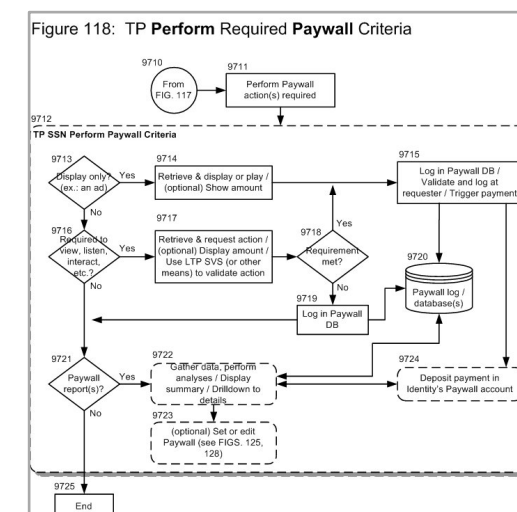 Figure 118: TP Perform Required Paywall Criteria
9710
From
FIG. 117
9711
Perform Paywall
action(s) required
9712
TP SSN Perform Paywall Criteria
9713
Display only?
(ex.: an ad)
Yes
No
9714
Retrieve & display or play /
(optional) Show amount
9715
Log in Paywall DB /
Validate and log at
requester / Trigger payment
9716
Required to
view, listen,
interact,
etc.?
Yes
No
9717
Retrieve & request action /
(optional) Display amount /
Use LTP SVS (or other
means) to validate action
9718
Requirement
met?
Yes
No
9719
Log in Paywall
DB
9720
Paywall log /
database(s)
9721
Paywall
report(s)?
Yes
No
9722
Gather data, perform
analyses / Display
summary / Drilldown to
details
9723
(optional) Set or edit
Paywall (see FIGS. 125,
128)
9724
Deposit payment in
Identity's Paywall account
9725
End